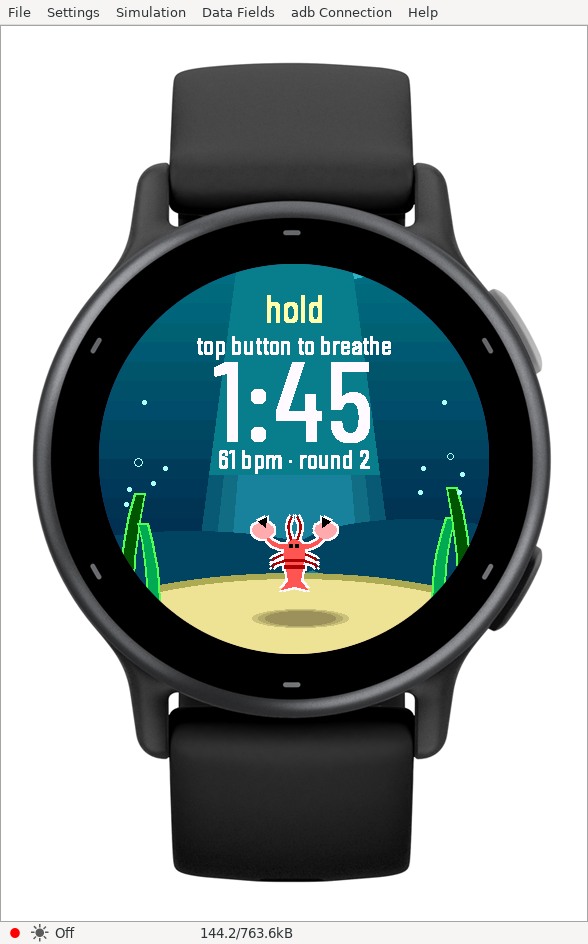 File Settings Simulation Data Fields adb Connection Help
hold
top button to breathe
1:45
61 bpm · round 2
Off 144.2/763.6kB